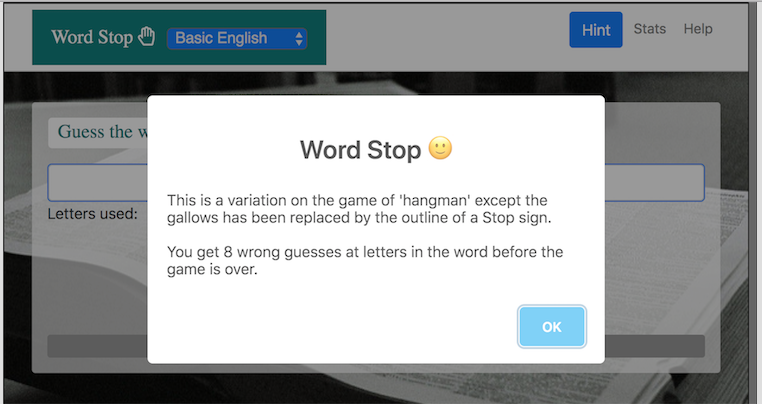 Word Stop
Basic English
Hint
Stats
Help
Guess the w
Letters used:
Word Stop 🙂
This is a variation on the game of 'hangman' except the
gallows has been replaced by the outline of a Stop sign.
You get 8 wrong guesses at letters in the word before the
game is over.
OK